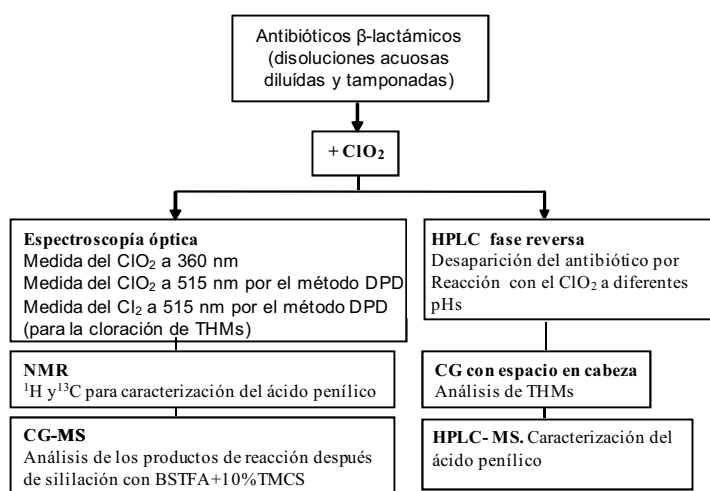 Antibióticos β-lactámicos
(disoluciones acuosas
diluídas y tamponadas)
+ ClO₂
Espectroscopía óptica
Medida del ClO₂ a 360 nm
Medida del ClO₂ a 515 nm por el método DPD
Medida del Cl₂ a 515 nm por el método DPD
(para la cloración de THMs)
NMR
¹H y¹³C para caracterización del ácido penílico
CG-MS
Análisis de los productos de reacción después
de sililación con BSTFA+10%TMCS
HPLC fase reversa
Desaparición del antibiótico por
Reacción con el ClO₂ a diferentes
pHs
CG con espacio en cabeza
Análisis de THMs
HPLC- MS. Caracterización del
ácido penílico